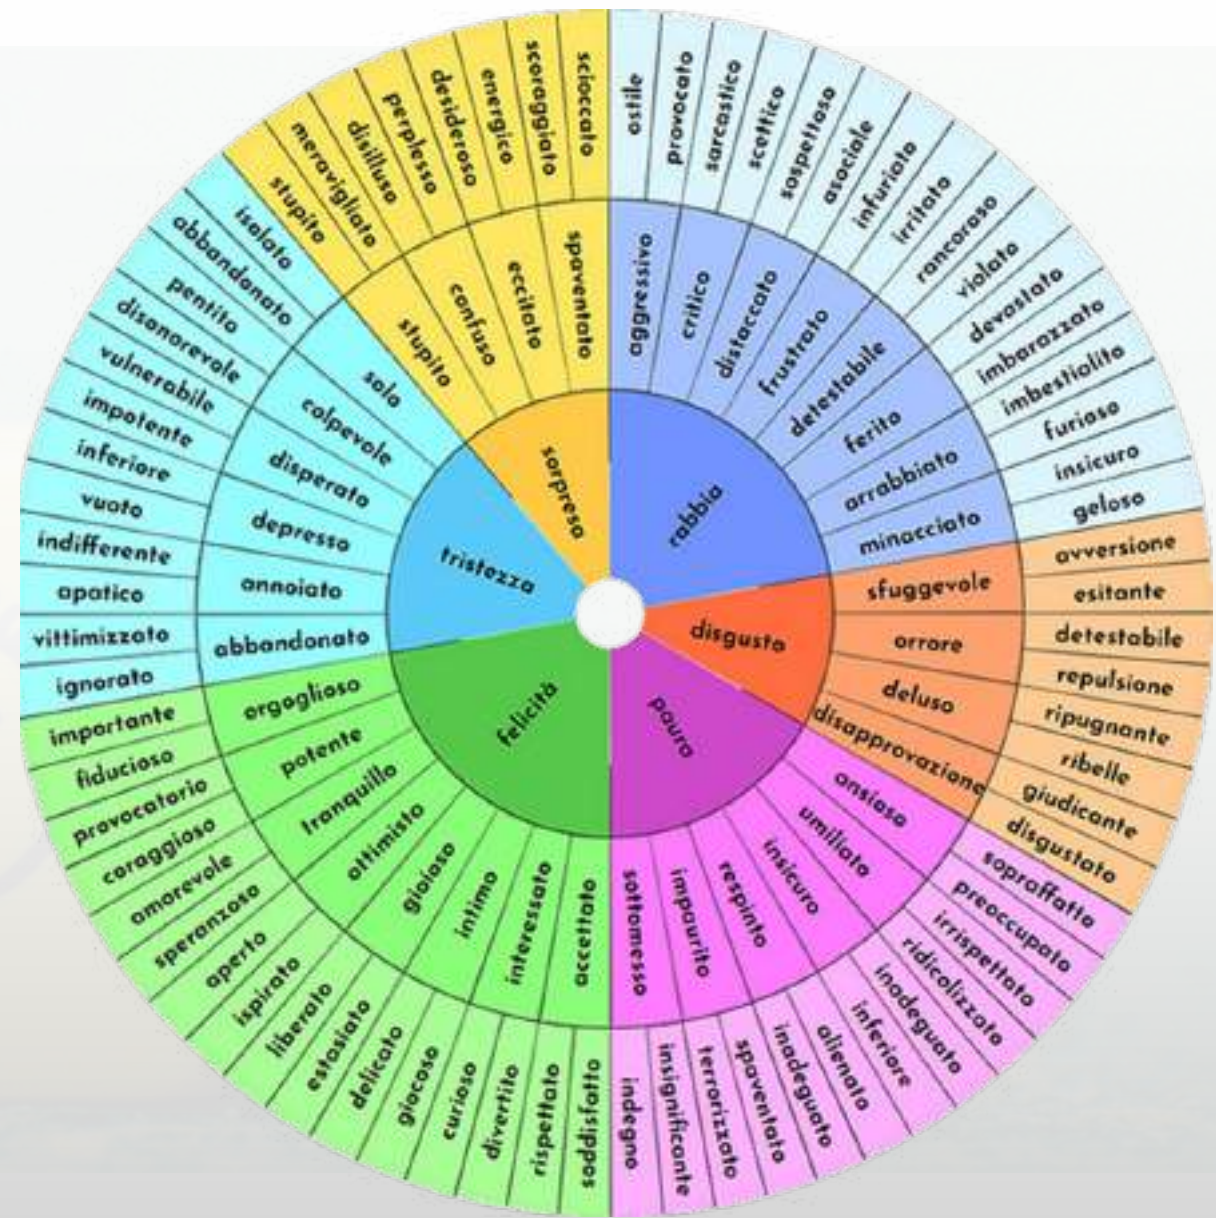 sorpreso
rabbia
disgusto
paura
felicità
tristezza
aggressivo
critico
distaccato
frustrato
detestabile
ferito
arrabbiato
minacciato
sfuggevole
orrore
deluso
disapprovazione
ansioso
umiliato
insicuro
respinto
impaurito
sottomesso
accettato
interessato
intimo
gioioso
ottimisto
tranquillo
potente
orgoglioso
abbandonato
annoiato
depresso
disperato
colpevole
solo
stupito
confuso
eccitato
spaventato
ostile
provocato
sarcastico
scettico
sospettoso
asociale
infuriato
irritato
rancoroso
violato
devastato
imbarazzato
imbestiolito
furioso
insicuro
geloso
avversione
esitante
detestabile
repulsione
ripugnante
ribelle
giudicante
disgustato
sopraffatto
preoccupato
irrispettato
ridicolizzato
inadeguato
inferiore
alienato
inadeguato
spaventato
terrorizzato
insignificante
indegno
soddisfatto
rispettato
divertito
curioso
giocoso
delicato
estasiato
liberato
ispirato
aperto
speranzoso
amorevole
coraggioso
provocatorio
fiducioso
importante
ignorato
vittimizzato
apatico
indifferente
vuoto
inferiore
impotente
vulnerabile
disonorevole
pentito
abbandonato
isolato
stupito
meravigliato
disilluso
perplesso
desideroso
energico
scoraggiato
scioccato